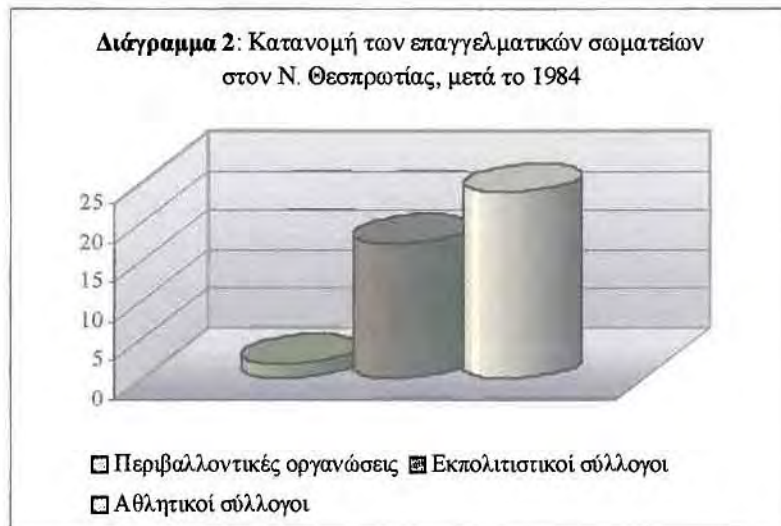 Διάγραμμα 2: Κατανομή των επαγγελματικών σωματείων
στον Ν. Θεσπρωτίας, μετά το 1984
25
20
15
10
5
0
Περιβαλλοντικές οργανώσεις Εκπολιτιστικοί σύλλογοι
Αθλητικοί σύλλογοι